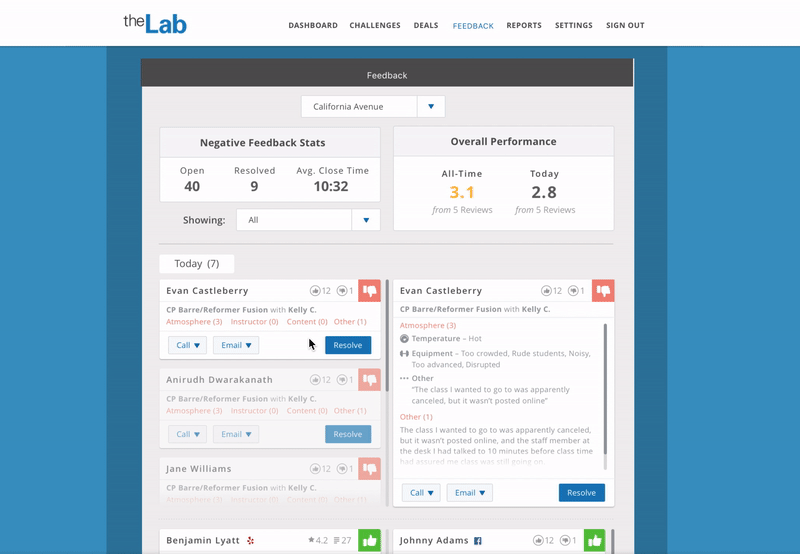 theLab
DASHBOARD CHALLENGES DEALS FEEDBACK REPORTS SETTINGS SIGN OUT
Feedback
California Avenue
Negative Feedback Stats
Open Resolved Avg. Close Time
40 9 10:32
Showing: All
Overall Performance
All-Time Today
3.1 2.8
from 5 Reviews from 5 Reviews
Today (7)
Evan Castleberry 12 1
CP Barre/Reformer Fusion with Kelly C.
Atmosphere (3) Instructor (0) Content (0) Other (1)
Call Email Resolve
Anirudh Dwarakanath 12 1
CP Barre/Reformer Fusion with Kelly C.
Atmosphere (3) Instructor (0) Content (0) Other (1)
Call Email Resolve
Jane Williams 12 1
CP Barre/Reformer Fusion with Kelly C.
Atmosphere (3) Instructor (0) Content (0) Other (1)
Evan Castleberry 12 1
CP Barre/Reformer Fusion with Kelly C.
Atmosphere (3)
Temperature – Hot
Equipment – Too crowded, Rude students, Noisy,
Too advanced, Disrupted
Other
"The class I wanted to go to was apparently
canceled, but it wasn't posted online"
Other (1)
The class I wanted to go to was apparently canceled,
but it wasn't posted online, and the staff member at
the desk I had talked to 10 minutes before class time
had assured me class was still going on
Call Email Resolve
Benjamin Lyatt 4.2 27
Johnny Adams 12 1